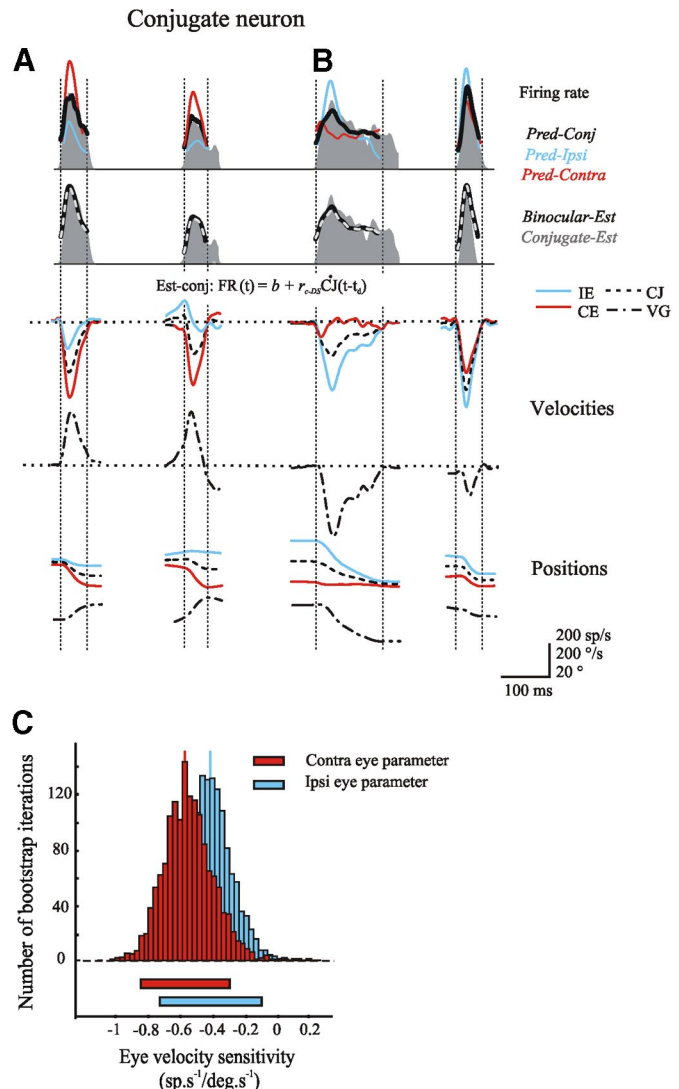 Conjugate neuron
A
B
Firing rate
Pred-Conj
Pred-Ipsi
Pred-Contra
Binocular-Est
Conjugate-Est
Est-conj: FR (t) = b + r_c-DS ĊJ(t-t_d)
IE CJ
CE VG
Velocities
Positions
200 sp/s
200 °/s
20 °
100 ms
C
Contra eye parameter
Ipsi eye parameter
Number of bootstrap iterations
120
80
40
0
-1 -0.8 -0.6 -0.4 -0.2 0 0.2
Eye velocity sensitivity
(sp.s⁻¹/deg.s⁻¹)